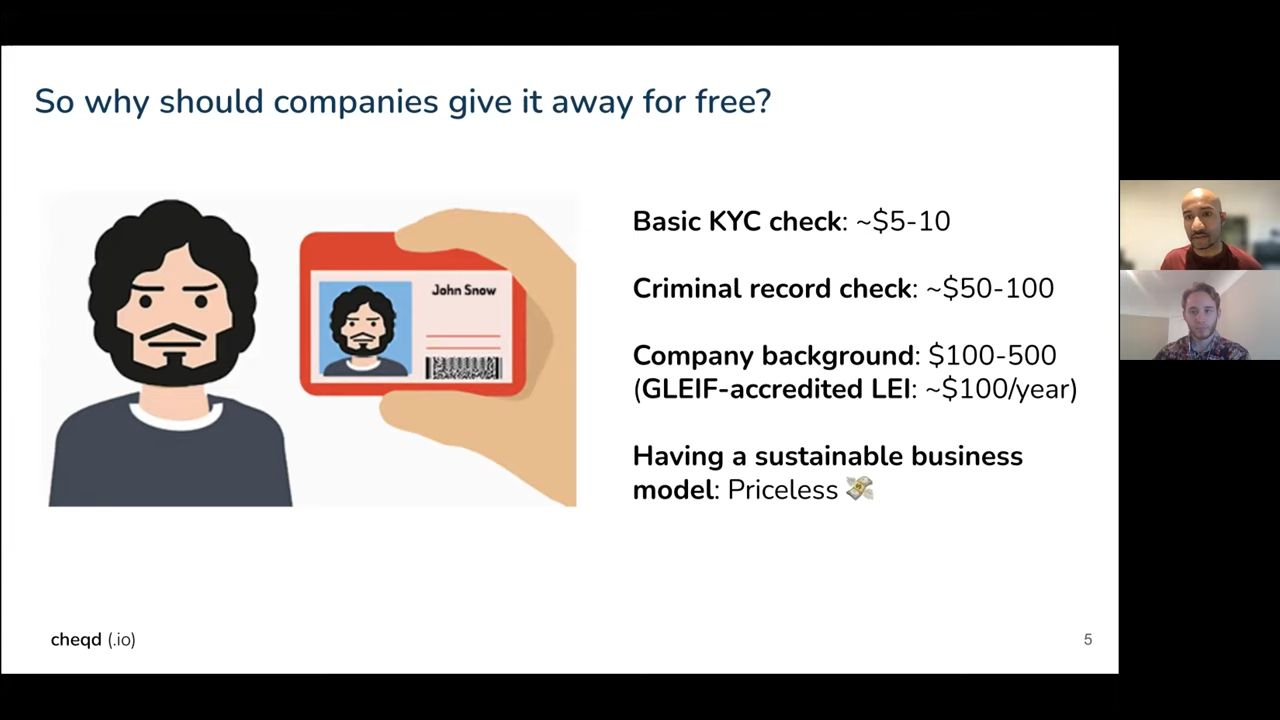 So why should companies give it away for free?
John Snow
Basic KYC check: ~$5-10
Criminal record check: ~$50-100
Company background: $100-500
(GLEIF-accredited LEI: ~$100/year)
Having a sustainable business
model: Priceless 💸
cheqd (.io)
5